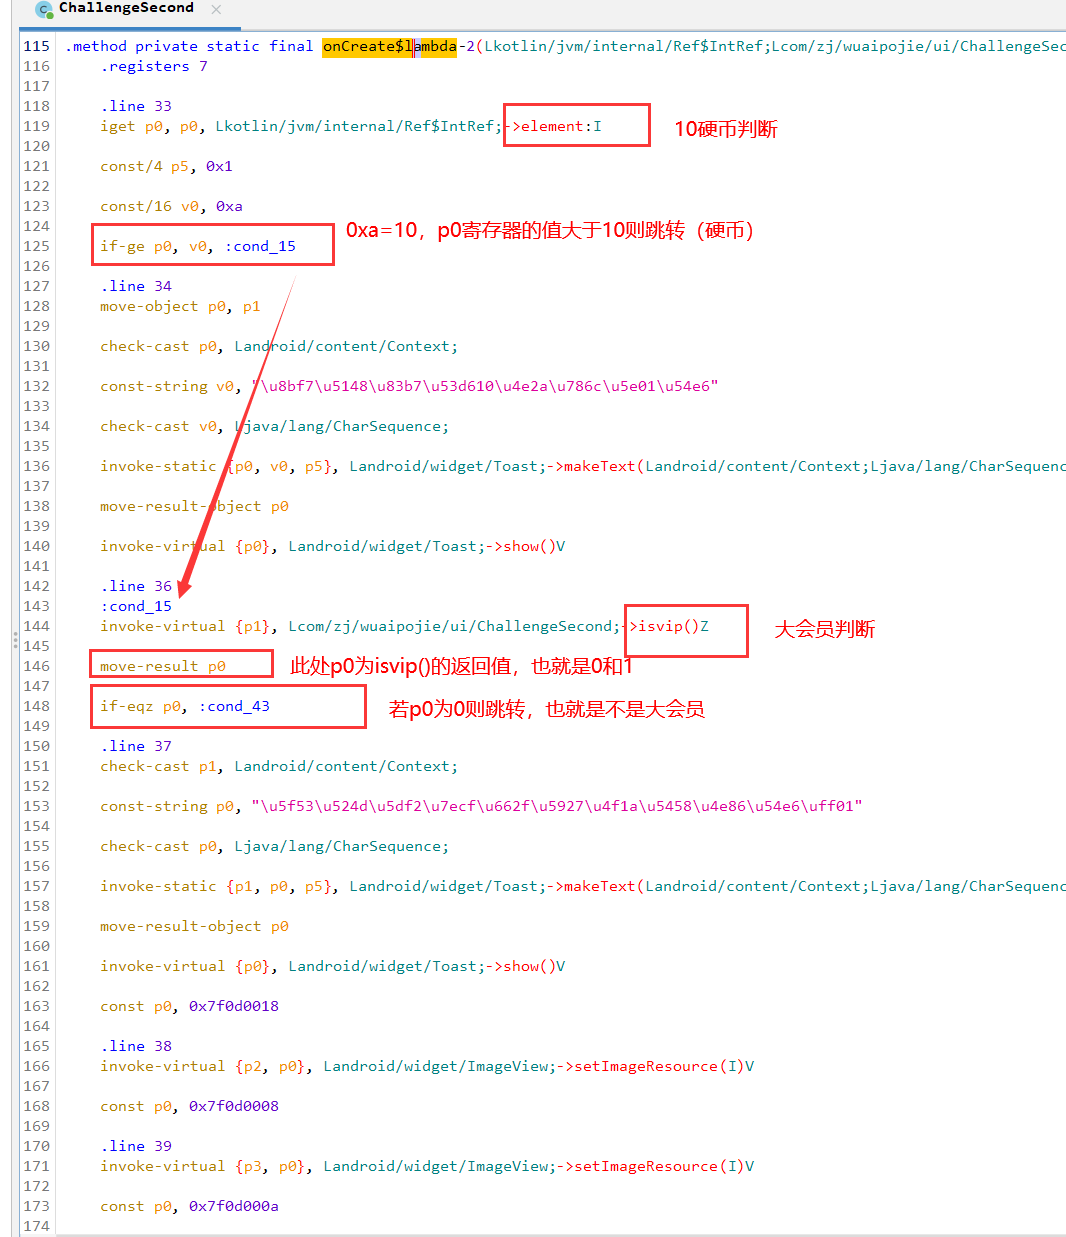 ChallengeSecond
115 .method private static final onCreate$lambda-2(Lkotlin/jvm/internal/Ref$IntRef;Lcom/zj/wuaipojie/ui/ChallengeSec
116 .registers 7
117
118 .line 33
119 iget p0, p0, Lkotlin/jvm/internal/Ref$IntRef;->element:I 10硬币判断
120
121 const/4 p5, 0x1
122
123 const/16 v0, 0xa
124
0xa=10，p0寄存器的值大于10则跳转（硬币）
125 if-ge p0, v0, :cond_15
126
127 .line 34
128 move-object p0, p1
129
130 check-cast p0, Landroid/content/Context;
131
132 const-string v0, "\u8bf7\u5148\u83b7\u53d610\u4e2a\u786c\u5e01\u54e6"
133
134 check-cast v0, Ljava/lang/CharSequence;
135
136 invoke-static {p0, v0, p5}, Landroid/widget/Toast;->makeText(Landroid/content/Context;Ljava/lang/CharSequenc
137
138 move-result-object p0
139
140 invoke-virtual {p0}, Landroid/widget/Toast;->show()V
141
142 .line 36
143 :cond_15
144 invoke-virtual {p1}, Lcom/zj/wuaipojie/ui/ChallengeSecond;->isvip()Z 大会员判断
145
146 move-result p0 此处p0为isvip()的返回值，也就是0和1
147
148 if-eqz p0, :cond_43 若p0为0则跳转，也就是不是大会员
149
150 .line 37
151 check-cast p1, Landroid/content/Context;
152
153 const-string p0, "\u5f53\u524d\u5df2\u7ecf\u662f\u5927\u4f1a\u5458\u4e86\u54e6\uff01"
154
155 check-cast p0, Ljava/lang/CharSequence;
156
157 invoke-static {p1, p0, p5}, Landroid/widget/Toast;->makeText(Landroid/content/Context;Ljava/lang/CharSequenc
158
159 move-result-object p0
160
161 invoke-virtual {p0}, Landroid/widget/Toast;->show()V
162
163 const p0, 0x7f0d0018
164
165 .line 38
166 invoke-virtual {p2, p0}, Landroid/widget/ImageView;->setImageResource(I)V
167
168 const p0, 0x7f0d0008
169
170 .line 39
171 invoke-virtual {p3, p0}, Landroid/widget/ImageView;->setImageResource(I)V
172
173 const p0, 0x7f0d000a
174